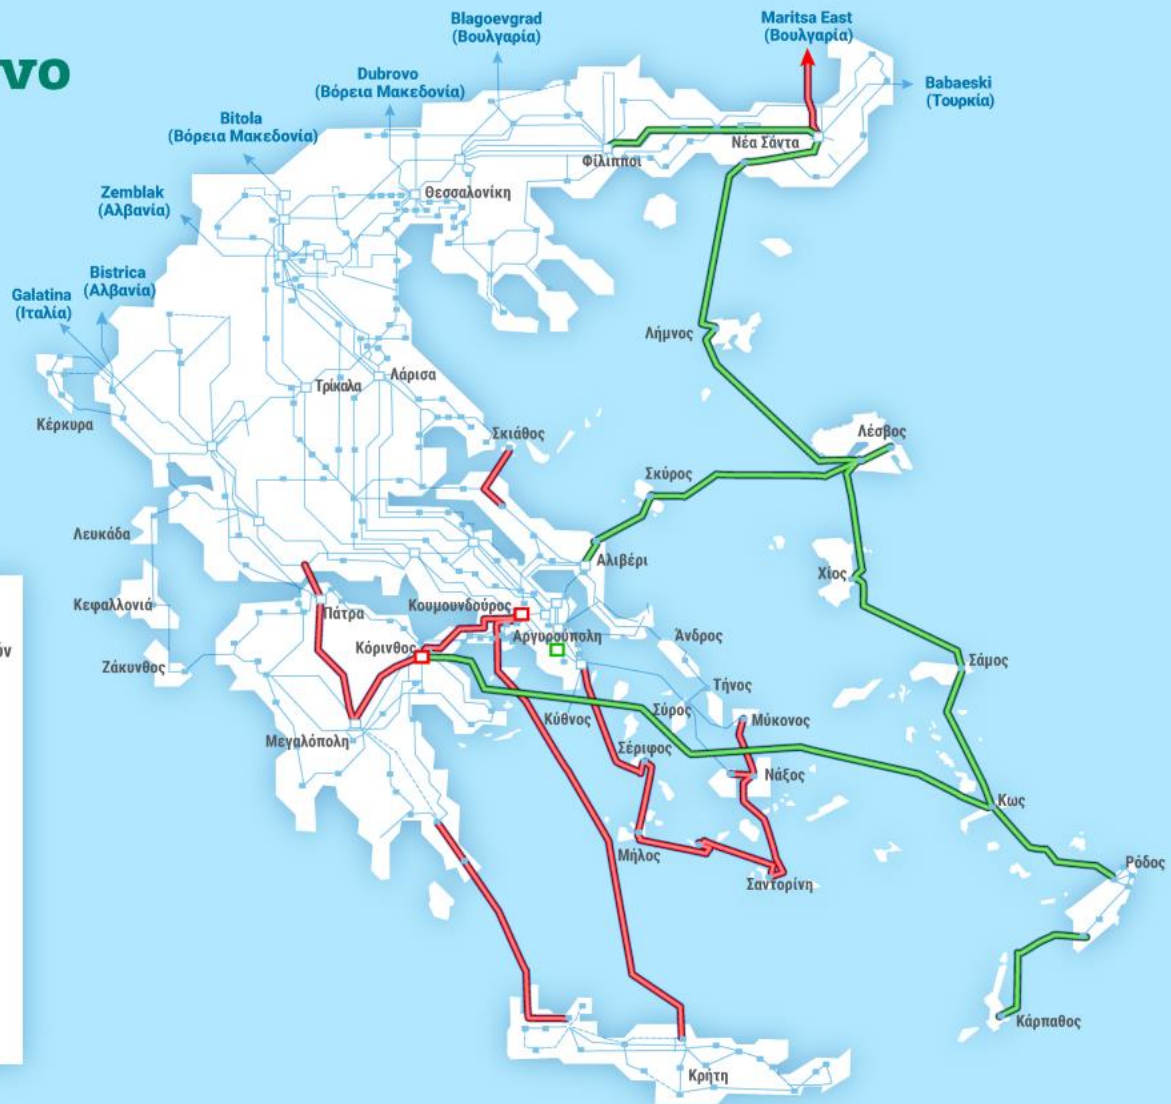 νο
Blagoevgrad
(Βουλγαρία)
Maritsa East
(Βουλγαρία)
Dubrovo
(Βόρεια Μακεδονία)
Babaeski
(Τουρκία)
Bitola
(Βόρεια Μακεδονία)
Νέα Σάντα
Φίλιπποι
Zemblak
(Αλβανία)
Θεσσαλονίκη
Bistrica
(Αλβανία)
Galatina
(Ιταλία)
Λήμνος
Λάρισα
Τρίκαλα
Κέρκυρα
Σκιάθος
Λέσβος
Σκύρος
Λευκάδα
Αλιβέρι
Χίος
Κεφαλλονιά
Κουμουνδούρος
Πάτρα
Αργυρούπολη
Άνδρος
ών
Κόρινθος
Ζάκυνθος
Σάμος
Τήνος
Κύθνος
Σύρος
Μύκονος
Μεγαλόπολη
Σέριφος
Νάξος
Κως
Μήλος
Ρόδος
Σαντορίνη
Κάρπαθος
Κρήτη